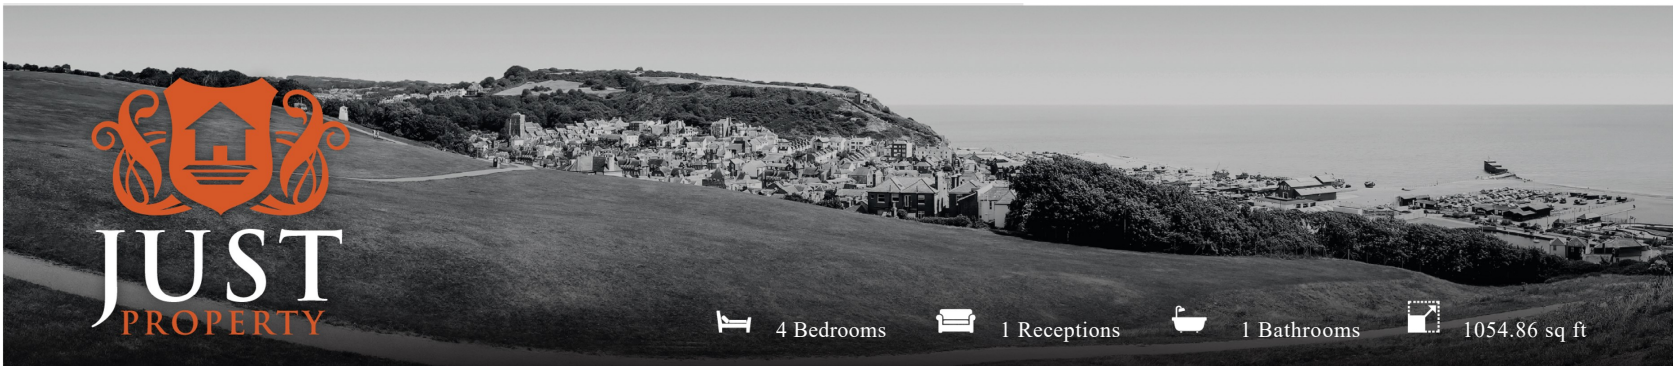 JUST
PROPERTY
4 Bedrooms
1 Receptions
1 Bathrooms
1054.86 sq ft